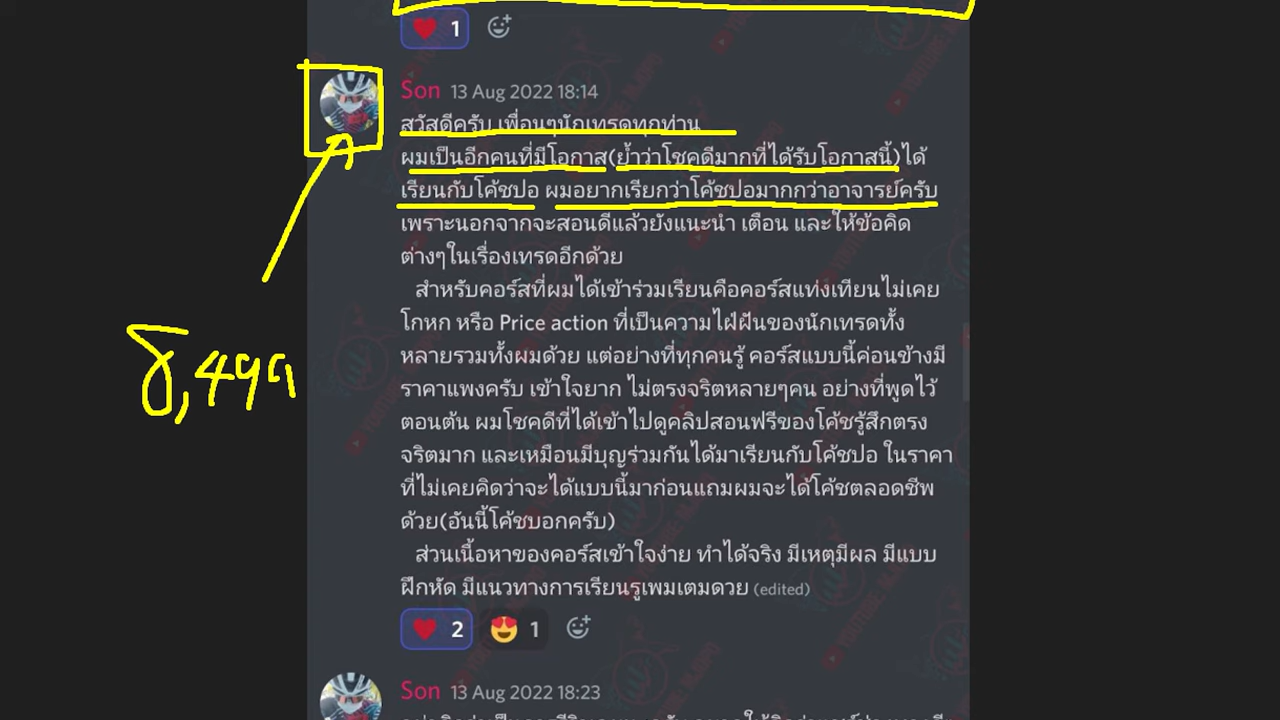 1
Son 13 Aug 2022 18:14
สวัสดีครับ เพื่อนๆนักเทรดทุกท่าน
ผมเป็นอีกคนที่มีโอกาส(ย้ำว่าโชคดีมากที่ได้รับโอกาสนี้)ได้
เรียนกับโค้ชปอ ผมอยากเรียกว่าโค้ชปอมากกว่าอาจารย์ครับ
เพราะนอกจากจะสอนดีแล้วยังแนะนำ เตือน และให้ข้อคิด
ต่างๆในเรื่องเทรดอีกด้วย
สำหรับคอร์สที่ผมได้เข้าร่วมเรียนคือคอร์สแท่งเทียนไม่เคย
โกหก หรือ Price action ที่เป็นความไฝ่ฝันของนักเทรดทั้ง
หลายรวมทั้งผมด้วย แต่อย่างที่ทุกคนรู้ คอร์สแบบนี้ค่อนข้างมี
ราคาแพงครับ เข้าใจยาก ไม่ตรงจริตหลายๆคน อย่างที่พูดไว้
ตอนต้น ผมโชคดีที่ได้เข้าไปดูคลิปสอนฟรีของโค้ชรู้สึกตรง
จริตมาก และเหมือนมีบุญร่วมกันได้มาเรียนกับโค้ชปอ ในราคา
ที่ไม่เคยคิดว่าจะได้แบบนี้มาก่อนแถมผมจะได้โค้ชตลอดชีพ
ด้วย(อันนี้โค้ชบอกครับ)
ส่วนเนื้อหาของคอร์สเข้าใจง่าย ทำได้จริง มีเหตุมีผล มีแบบ
ฝึกหัด มีแนวทางการเรียนรู้เพิ่มเติมด้วย (edited)
2 1
Son 13 Aug 2022 18:23